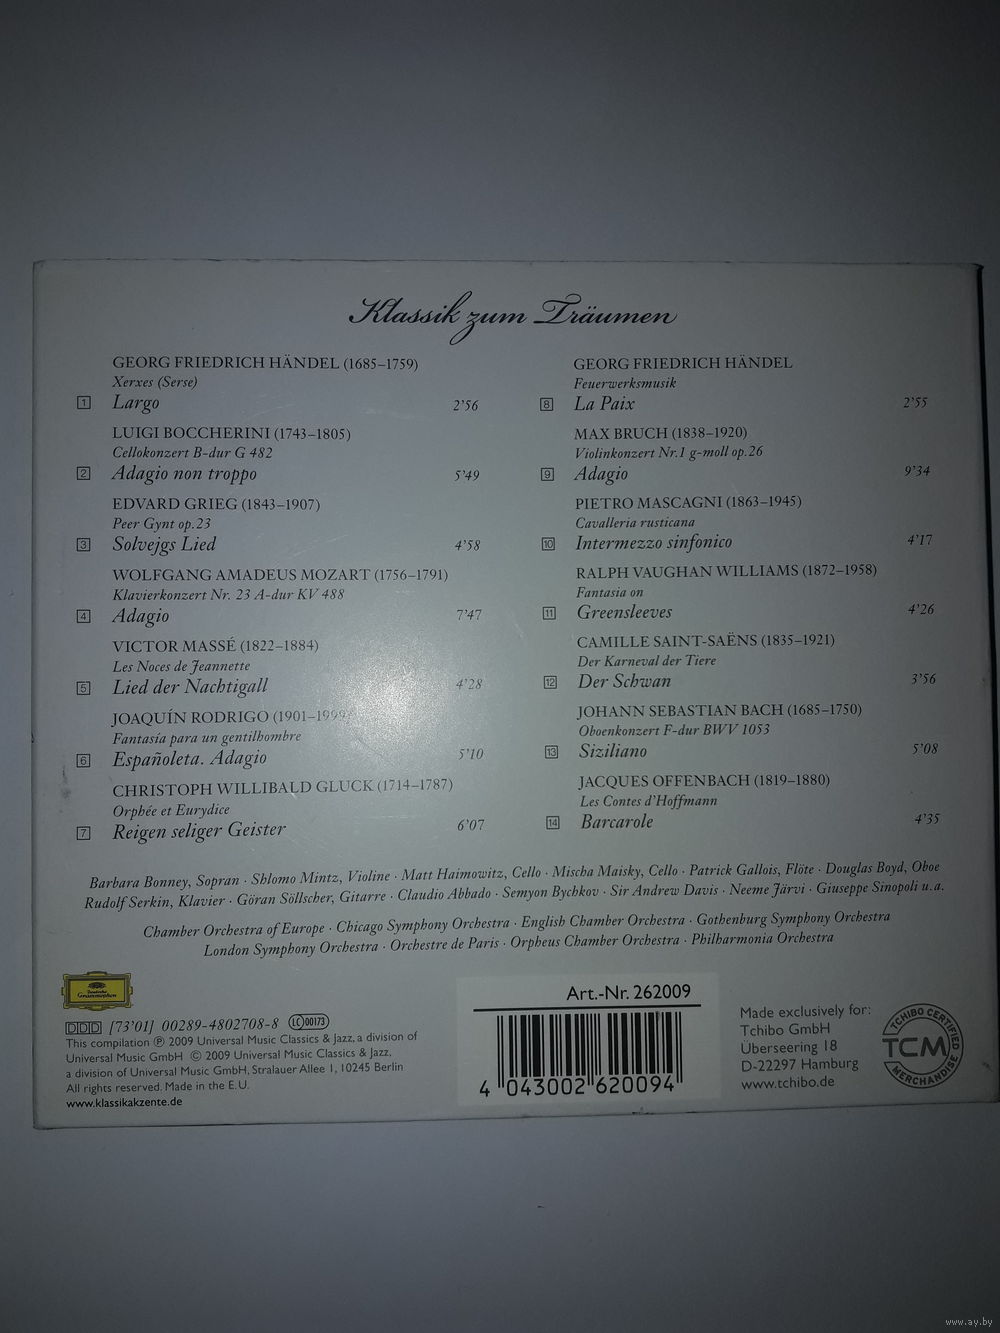 Klassik zum Träumen
GEORG FRIEDRICH HÄNDEL (1685–1759)
Xerxes (Serse)
1 Largo 2'56
LUIGI BOCCHERINI (1743–1805)
Cellokonzert B-dur G 482
2 Adagio non troppo 5'49
EDVARD GRIEG (1843–1907)
Peer Gynt op.23
3 Solvejgs Lied 4'58
WOLFGANG AMADEUS MOZART (1756–1791)
Klavierkonzert Nr. 23 A-dur KV 488
4 Adagio 7'47
VICTOR MASSÉ (1822–1884)
Les Noces de Jeannette
5 Lied der Nachtigall 4'28
JOAQUÍN RODRIGO (1901–1999)
Fantasía para un gentilhombre
6 Españoleta. Adagio 5'10
CHRISTOPH WILLIBALD GLUCK (1714–1787)
Orphée et Eurydice
7 Reigen seliger Geister 6'07
GEORG FRIEDRICH HÄNDEL
Feuerwerksmusik
8 La Paix 2'55
MAX BRUCH (1838–1920)
Violinkonzert Nr.1 g-moll op.26
9 Adagio 9'34
PIETRO MASCAGNI (1863–1945)
Cavalleria rusticana
10 Intermezzo sinfonico 4'17
RALPH VAUGHAN WILLIAMS (1872–1958)
Fantasia on
11 Greensleeves 4'26
CAMILLE SAINT-SAËNS (1835–1921)
Der Karneval der Tiere
12 Der Schwan 3'56
JOHANN SEBASTIAN BACH (1685–1750)
Oboenkonzert F-dur BWV 1053
13 Siziliano 5'08
JACQUES OFFENBACH (1819–1880)
Les Contes d'Hoffmann
14 Barcarole 4'35
Barbara Bonney, Sopran · Shlomo Mintz, Violine · Matt Haimowitz, Cello · Mischa Maisky, Cello · Patrick Gallois, Flöte · Douglas Boyd, Oboe
Rudolf Serkin, Klavier · Göran Söllscher, Gitarre · Claudio Abbado · Semyon Bychkov · Sir Andrew Davis · Neeme Järvi · Giuseppe Sinopoli u.a.
Chamber Orchestra of Europe · Chicago Symphony Orchestra · English Chamber Orchestra · Gothenburg Symphony Orchestra
London Symphony Orchestra · Orchestre de Paris · Orpheus Chamber Orchestra · Philharmonia Orchestra
Deutsche
Grammophon
DDD [73'01] 00289-4802708-8 LC 00173
This compilation ℗ 2009 Universal Music Classics & Jazz, a division of
Universal Music GmbH © 2009 Universal Music Classics & Jazz,
a division of Universal Music GmbH, Stralauer Allee 1, 10245 Berlin
All rights reserved. Made in the E.U.
www.klassikakzente.de
Art.-Nr. 262009
4 043002 620094
Made exclusively for:
Tchibo GmbH
Überseering 18
D-22297 Hamburg
www.tchibo.de
TCHIBO CERTIFIED
TCM
MERCHANDISE
www.ay.by